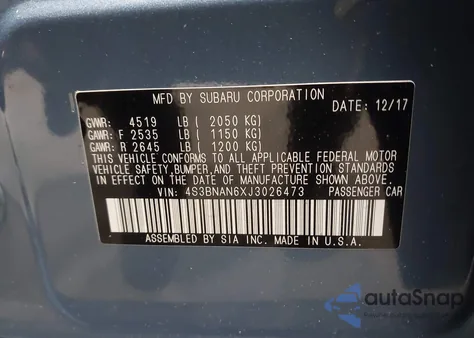 MFD BY SUBARU CORPORATION
DATE: 12/17
GVWR: 4519 LB ( 2050 KG)
GAWR: F 2535 LB ( 1150 KG)
GAWR: R 2645 LB ( 1200 KG)
THIS VEHICLE CONFORMS TO ALL APPLICABLE FEDERAL MOTOR
VEHICLE SAFETY, BUMPER, AND THEFT PREVENTION STANDARDS
IN EFFECT ON THE DATE OF MANUFACTURE SHOWN ABOVE.
VIN: 4S3BNAN6XJ3026473 PASSENGER CAR
ASSEMBLED BY SIA INC. MADE IN U.S.A.
autaSnap